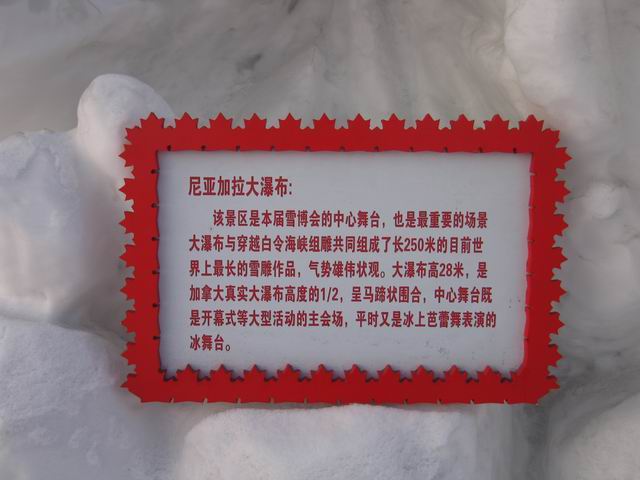 尼亚加拉大瀑布:
该景区是本届雪博会的中心舞台，也是最重要的场景
大瀑布与穿越白令海峡组雕共同组成了长250米的目前世
界上最长的雪雕作品，气势雄伟状观。大瀑布高28米，是
加拿大真实大瀑布高度的1/2，呈马蹄状围合，中心舞台既
是开幕式等大型活动的主会场，平时又是冰上芭蕾舞表演的
冰舞台。